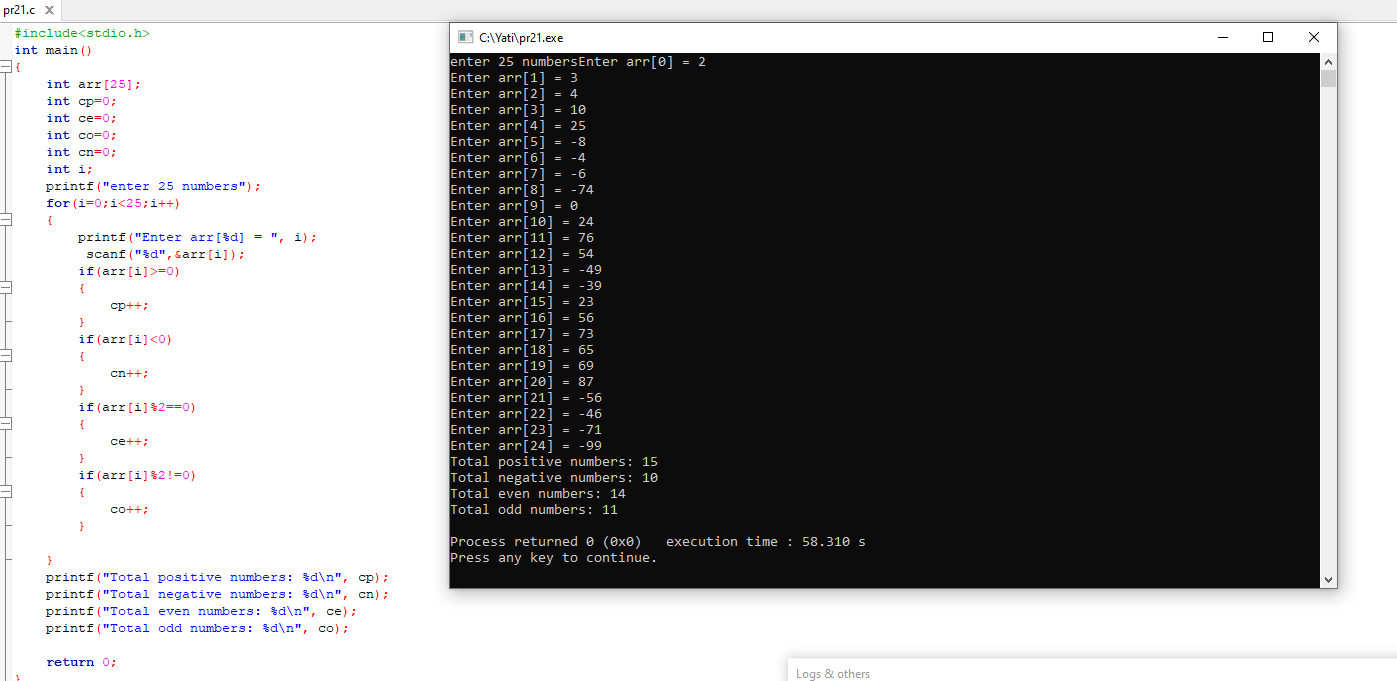 pr21.c
#include<stdio.h>
int main()
{
int arr[25];
int cp=0;
int ce=0;
int co=0;
int cn=0;
int i;
printf("enter 25 numbers");
for(i=0;i<25;i++)
{
printf("Enter arr[%d] = ", i);
scanf("%d",&arr[i]);
if(arr[i]>=0)
{
cp++;
}
if(arr[i]<0)
{
cn++;
}
if(arr[i]%2==0)
{
ce++;
}
if(arr[i]%2!=0)
{
co++;
}
}
printf("Total positive numbers: %d\n", cp);
printf("Total negative numbers: %d\n", cn);
printf("Total even numbers: %d\n", ce);
printf("Total odd numbers: %d\n", co);
return 0;
}
C:\Yati\pr21.exe
enter 25 numbersEnter arr[0] = 2
Enter arr[1] = 3
Enter arr[2] = 4
Enter arr[3] = 10
Enter arr[4] = 25
Enter arr[5] = -8
Enter arr[6] = -4
Enter arr[7] = -6
Enter arr[8] = -74
Enter arr[9] = 0
Enter arr[10] = 24
Enter arr[11] = 76
Enter arr[12] = 54
Enter arr[13] = -49
Enter arr[14] = -39
Enter arr[15] = 23
Enter arr[16] = 56
Enter arr[17] = 73
Enter arr[18] = 65
Enter arr[19] = 69
Enter arr[20] = 87
Enter arr[21] = -56
Enter arr[22] = -46
Enter arr[23] = -71
Enter arr[24] = -99
Total positive numbers: 15
Total negative numbers: 10
Total even numbers: 14
Total odd numbers: 11
Process returned 0 (0x0)   execution time : 58.310 s
Press any key to continue.
Logs & others